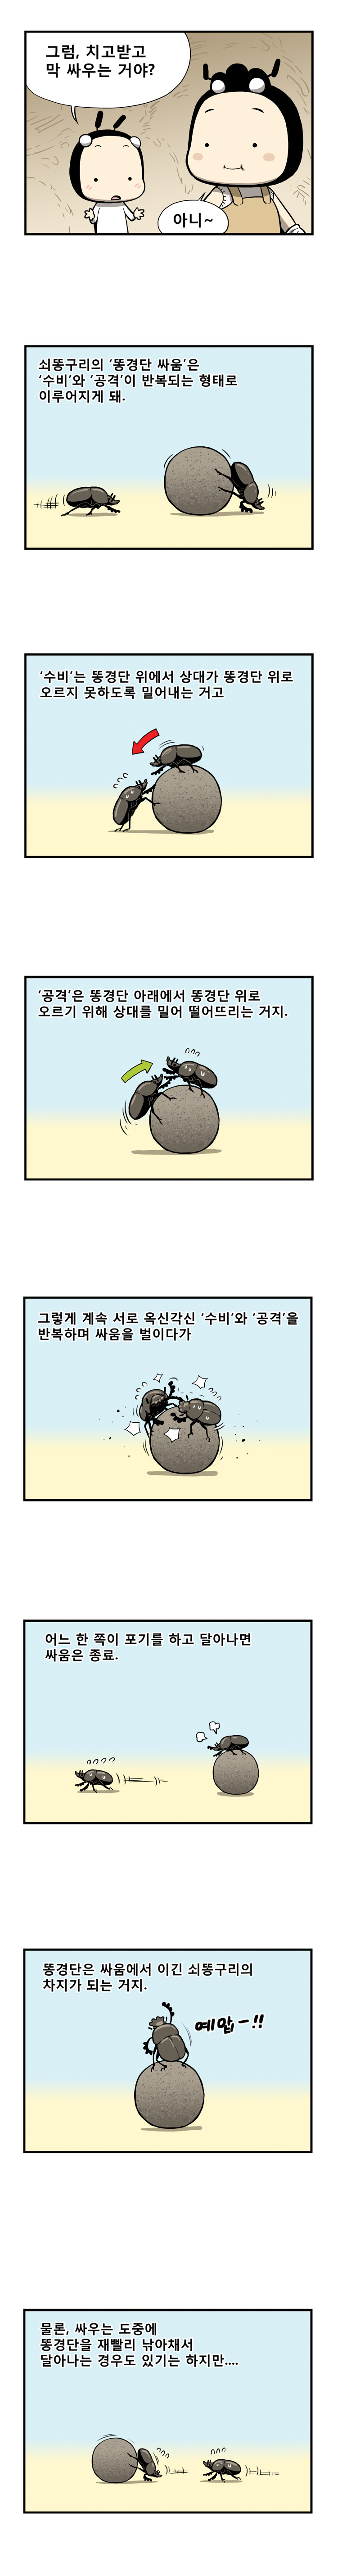 그럼, 치고받고
막 싸우는 거야?
아니~
쇠똥구리의 ‘똥경단 싸움’은
‘수비’와 ‘공격’이 반복되는 형태로
이루어지게 돼.
‘수비’는 똥경단 위에서 상대가 똥경단 위로
오르지 못하도록 밀어내는 거고
‘공격’은 똥경단 아래에서 똥경단 위로
오르기 위해 상대를 밀어 떨어뜨리는 거지.
그렇게 계속 서로 옥신각신 ‘수비’와 ‘공격’을
반복하며 싸움을 벌이다가
어느 한 쪽이 포기를 하고 달아나면
싸움은 종료.
똥경단은 싸움에서 이긴 쇠똥구리의
차지가 되는 거지.
예압-!!
물론, 싸우는 도중에
똥경단을 재빨리 낚아채서
달아나는 경우도 있기는 하지만....